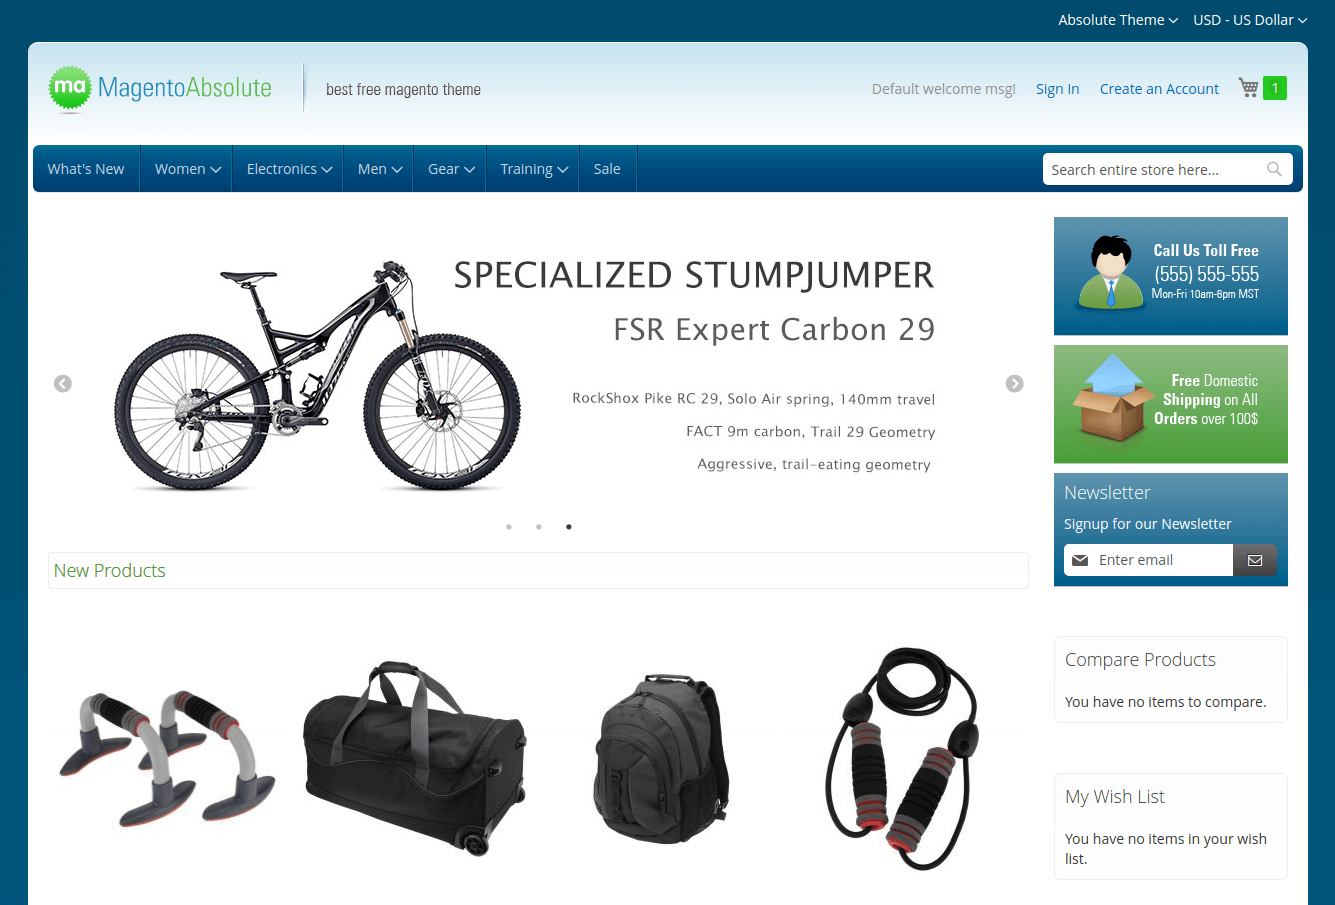 Absolute Theme USD - US Dollar
ma MagentoAbsolute best free magento theme Default welcome msg! Sign In Create an Account 1
What's New Women Electronics Men Gear Training Sale Search entire store here...
SPECIALIZED STUMPJUMPER
FSR Expert Carbon 29
RockShox Pike RC 29, Solo Air spring, 140mm travel
FACT 9m carbon, Trail 29 Geometry
Aggressive, trail-eating geometry
Call Us Toll Free
(555) 555-555
Mon-Fri 10am-6pm MST
Free Domestic
Shipping on All
Orders over 100$
Newsletter
Signup for our Newsletter
Enter email
New Products
Compare Products
You have no items to compare.
My Wish List
You have no items in your wish
list.